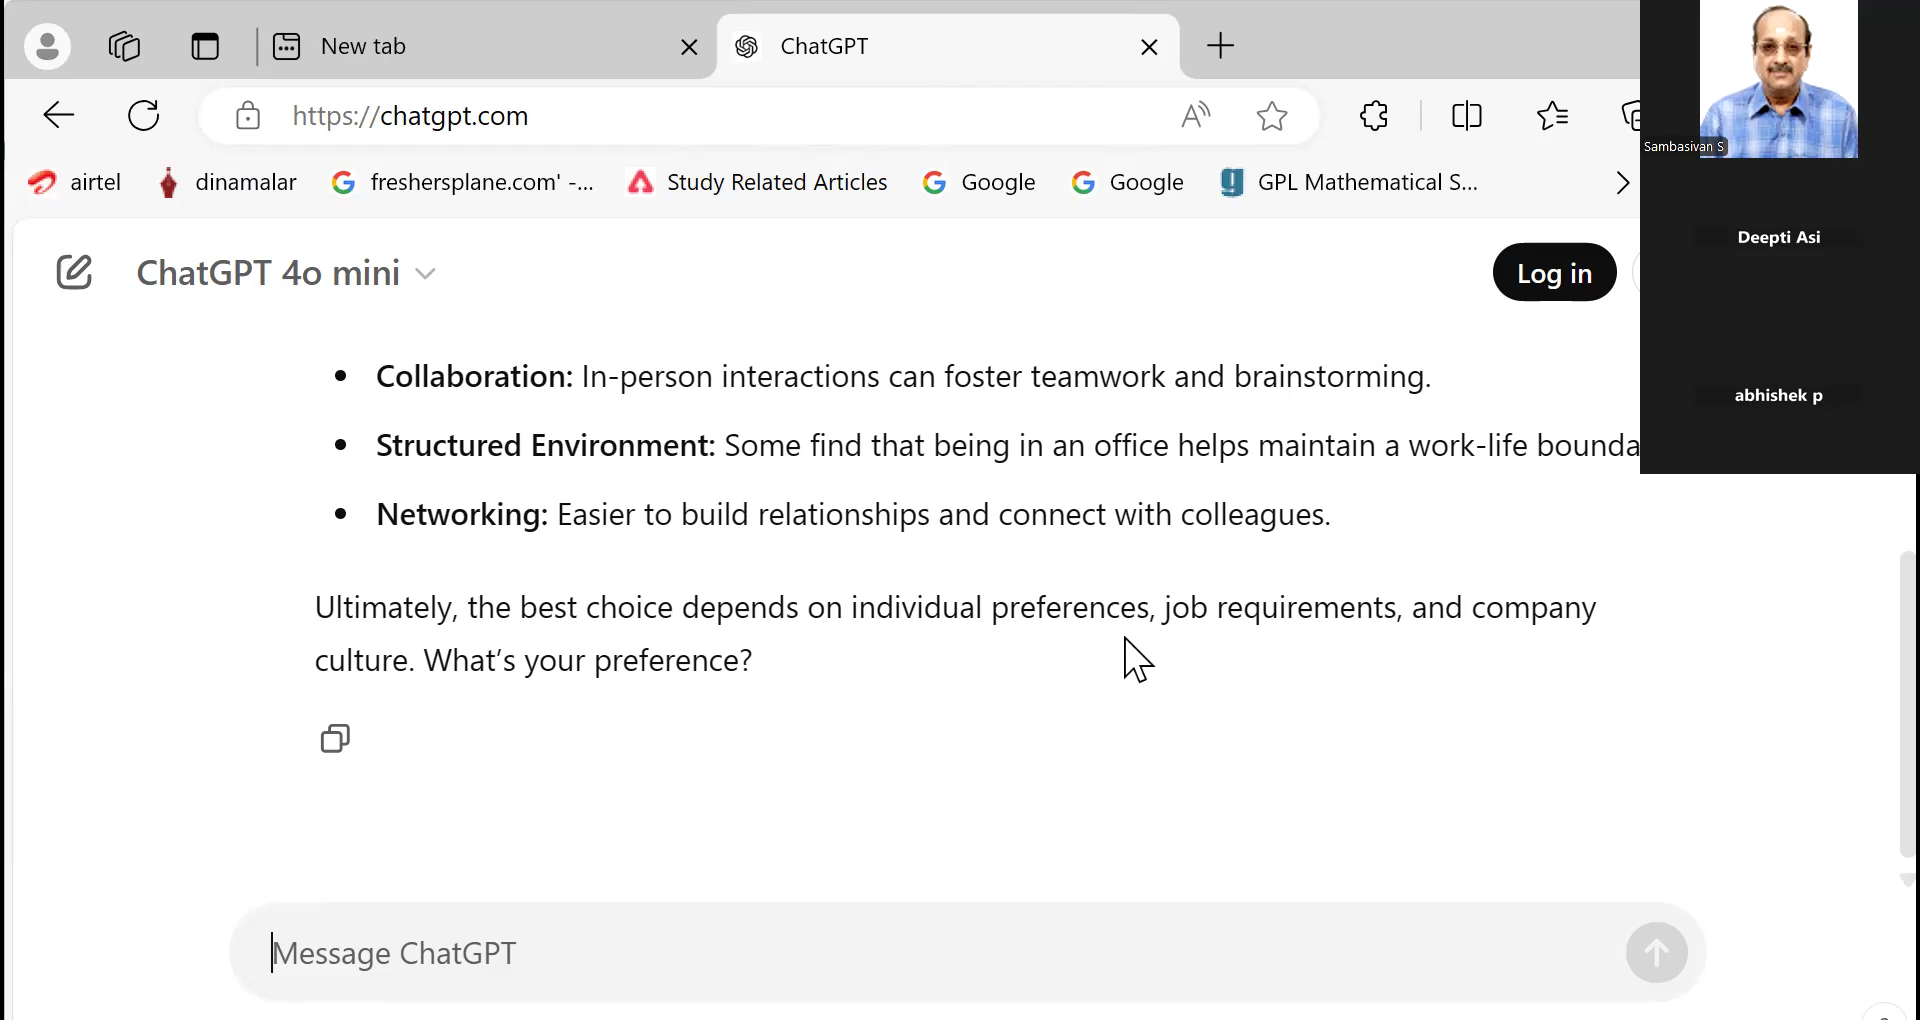 New tab
ChatGPT
https://chatgpt.com
airtel
dinamalar
freshersplane.com' -...
Study Related Articles
Google
Google
GPL Mathematical S...
Sambasivan S
Deepti Asi
abhishek p
ChatGPT 4o mini
Log in
• Collaboration: In-person interactions can foster teamwork and brainstorming.
• Structured Environment: Some find that being in an office helps maintain a work-life bounda
• Networking: Easier to build relationships and connect with colleagues.
Ultimately, the best choice depends on individual preferences, job requirements, and company
culture. What's your preference?
Message ChatGPT